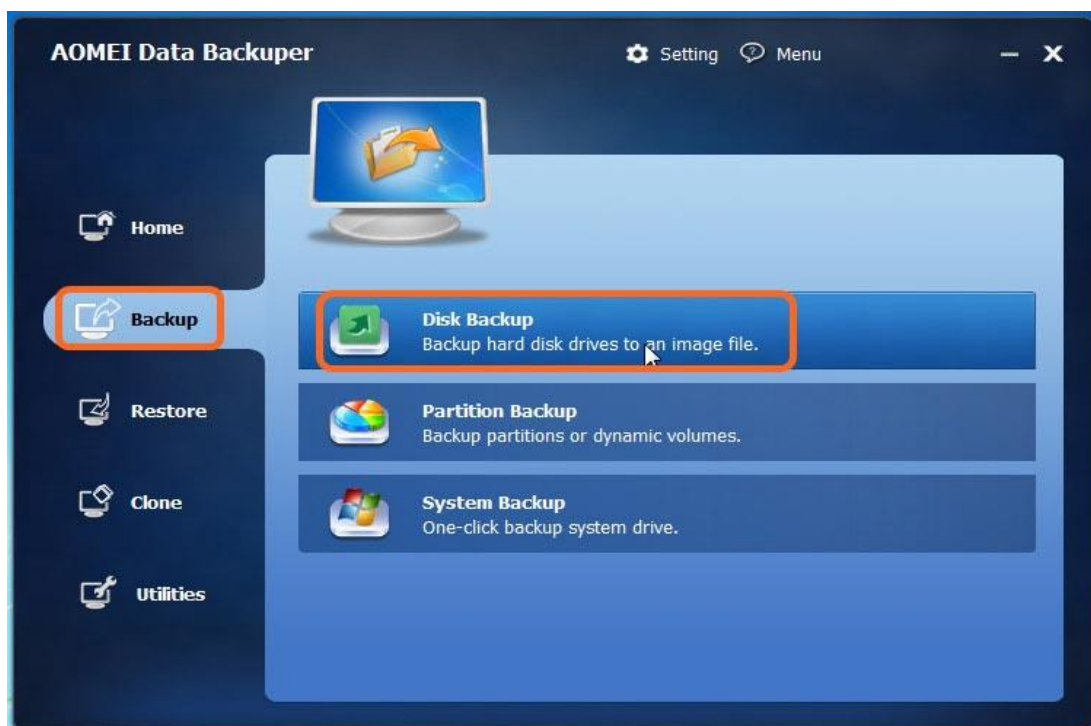 AOMEI Data Backuper
Setting
Menu
Home
Backup
Disk Backup
Backup hard disk drives to an image file.
Restore
Partition Backup
Backup partitions or dynamic volumes.
Clone
System Backup
One-click backup system drive.
Utilities